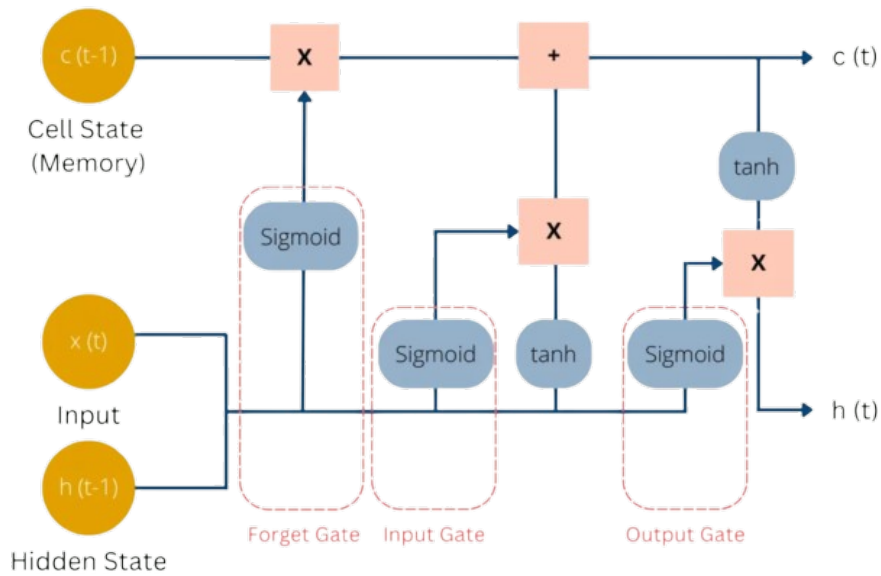 c (t-1)
X
+
c (t)
Cell State
(Memory)
tanh
Sigmoid
X
X
x (t)
Sigmoid
tanh
Sigmoid
Input
h (t)
h (t-1)
Forget Gate
Input Gate
Output Gate
Hidden State